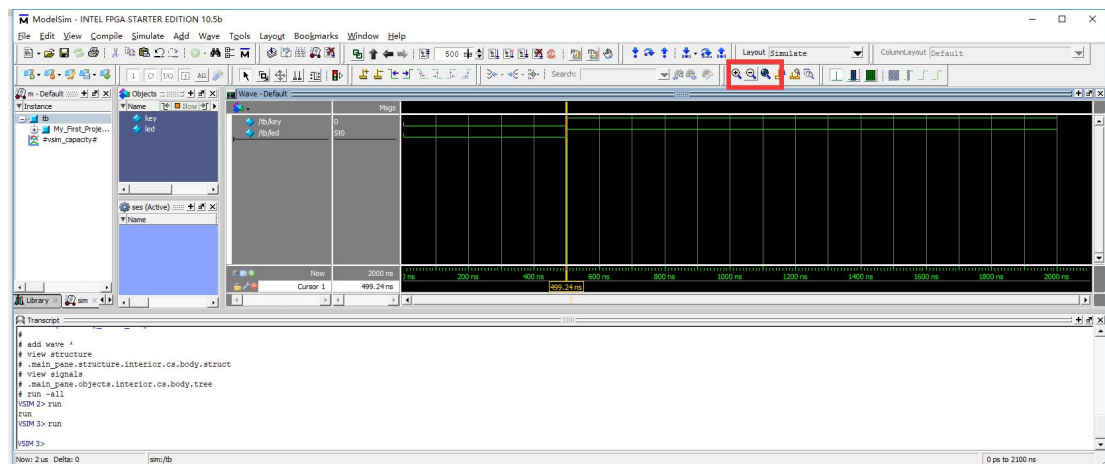 ModelSim - INTEL FPGA STARTER EDITION 10.5b
File Edit View Compile Simulate Add Wave Tools Layout Bookmarks Window Help
500 ns
Layout Simulate
ColumnLayout Default
Search:
m - Default
Objects
Wave - Default
Instance
Name
Now
Msgs
tb
My_First_Proje...
#vsim_capacity#
key
led
/tb/key 0
/tb/led St0
ses (Active)
Name
Now 2000 ns
200 ns 400 ns 600 ns 800 ns 1000 ns 1200 ns 1400 ns 1600 ns 1800 ns 2000 ns
Cursor 1 499.24 ns
499.24 ns
Library
sim
Transcript
#
# add wave *
# view structure
# .main_pane.structure.interior.cs.body.struct
# view signals
# .main_pane.objects.interior.cs.body.tree
# run -all
VSIM 2> run
run
VSIM 3> run
VSIM 3>
Now: 2 us Delta: 0
sim:/tb
0 ps to 2100 ns